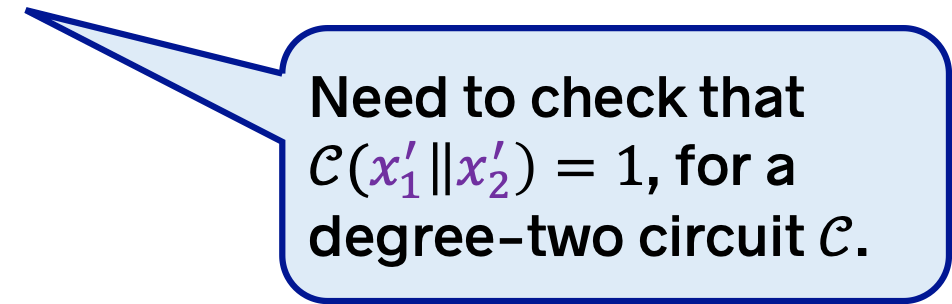 Need to check that
𝒞(𝑥′₁‖𝑥′₂) = 1, for a
degree-two circuit 𝒞.